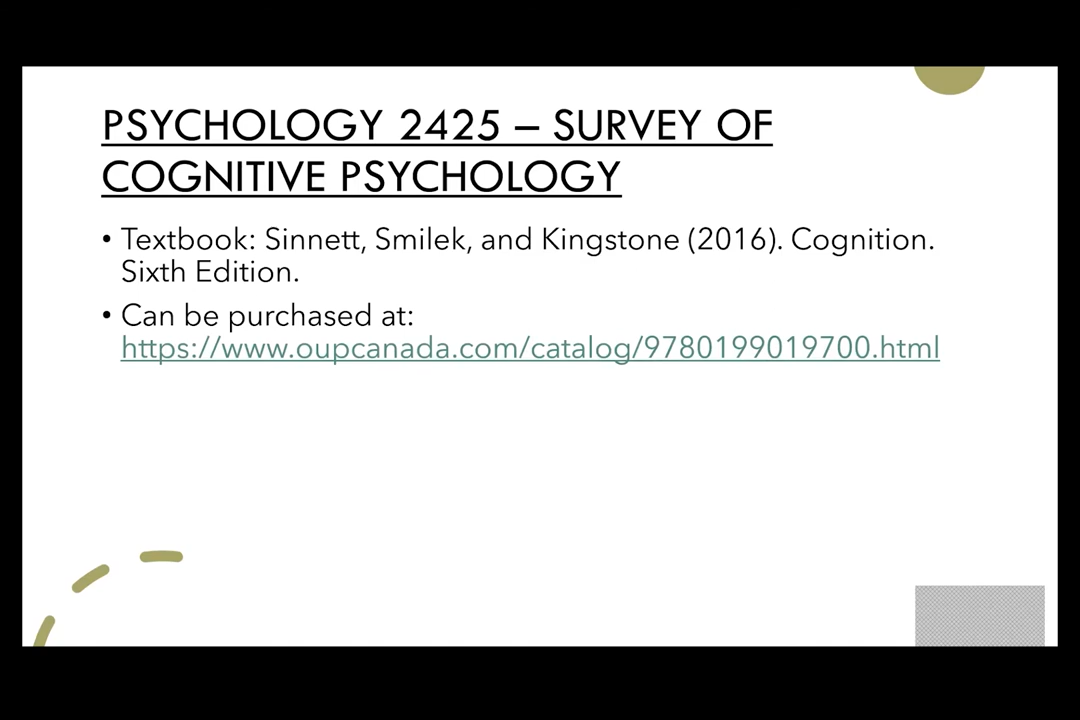 PSYCHOLOGY 2425 – SURVEY OF
COGNITIVE PSYCHOLOGY
• Textbook: Sinnett, Smilek, and Kingstone (2016). Cognition.
Sixth Edition.
• Can be purchased at:
https://www.oupcanada.com/catalog/9780199019700.html